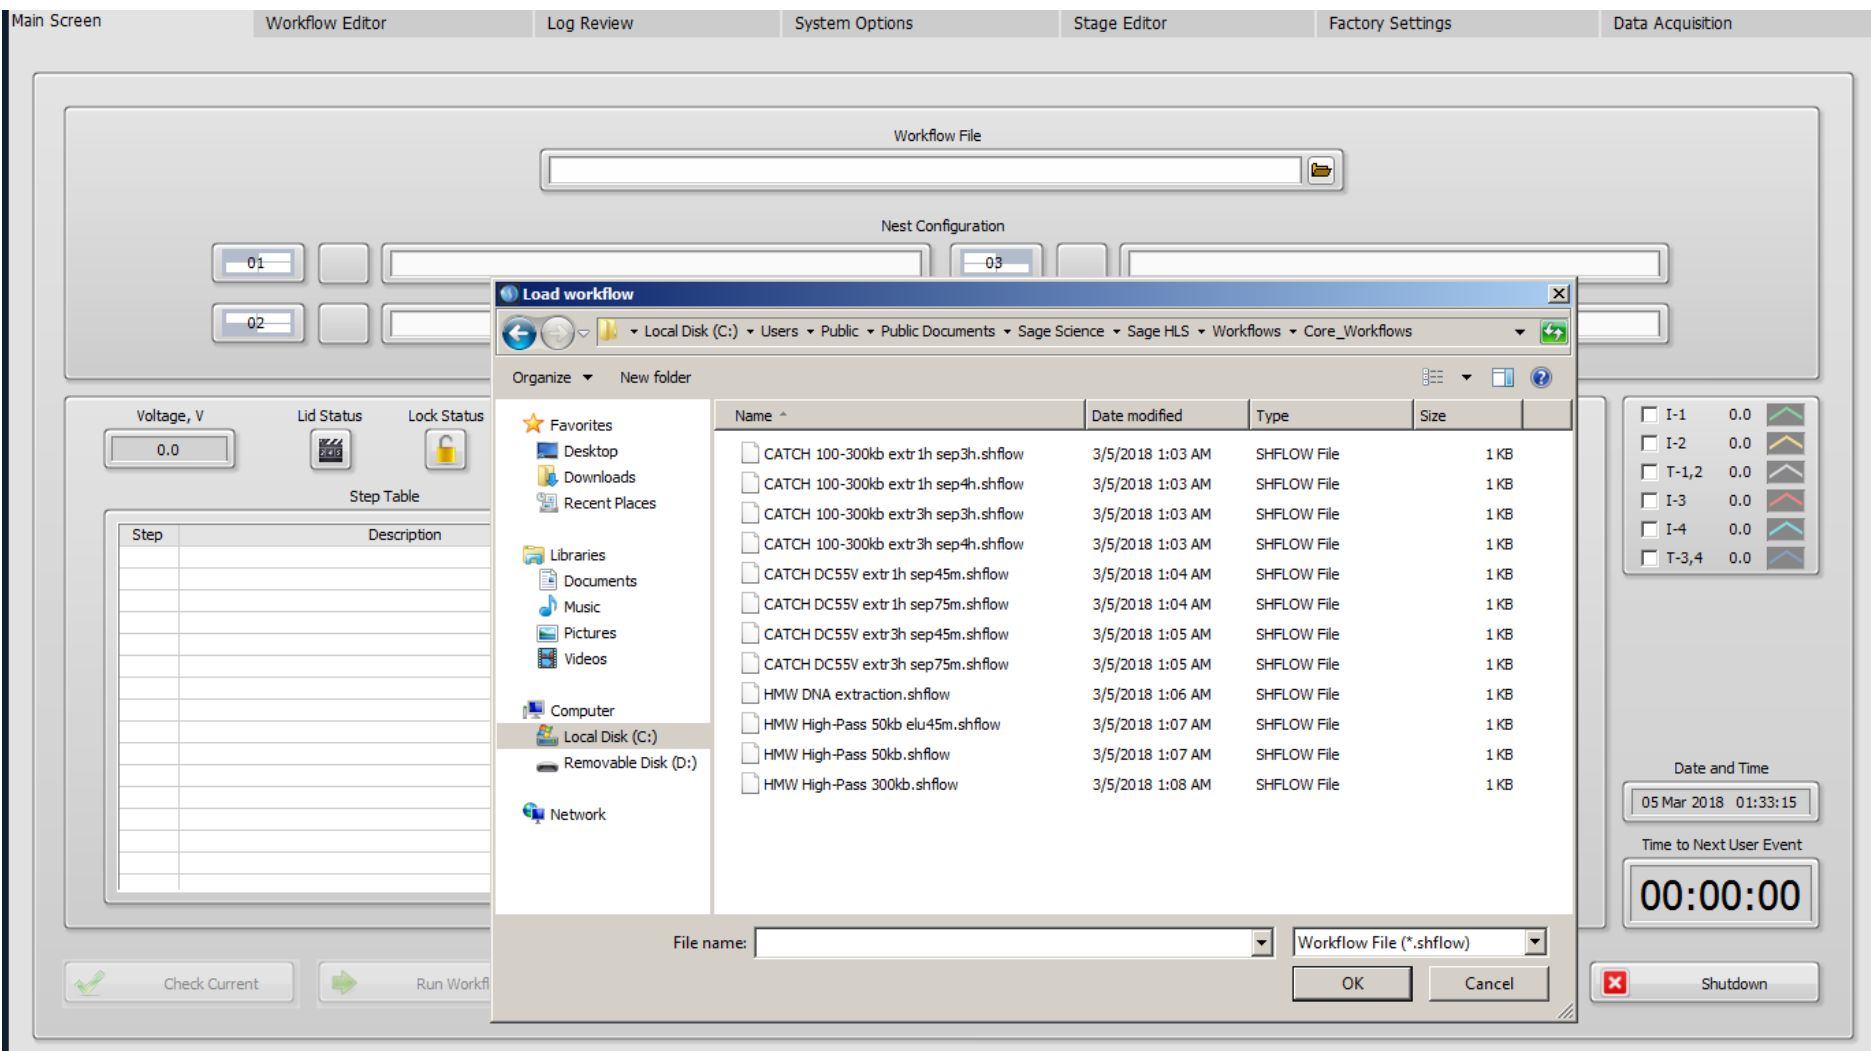 Main Screen Workflow Editor Log Review System Options Stage Editor Factory Settings Data Acquisition
Workflow File
Nest Configuration
01 03
02
Load workflow
Local Disk (C:) Users Public Public Documents Sage Science Sage HLS Workflows Core_Workflows
Organize New folder
Voltage, V Lid Status Lock Status
0.0
Step Table
Step Description
Favorites
Desktop
Downloads
Recent Places
Libraries
Documents
Music
Pictures
Videos
Computer
Local Disk (C:)
Removable Disk (D:)
Network
Name Date modified Type Size
CATCH 100-300kb extr1h sep3h.shflow 3/5/2018 1:03 AM SHFLOW File 1 KB
CATCH 100-300kb extr1h sep4h.shflow 3/5/2018 1:03 AM SHFLOW File 1 KB
CATCH 100-300kb extr3h sep3h.shflow 3/5/2018 1:03 AM SHFLOW File 1 KB
CATCH 100-300kb extr3h sep4h.shflow 3/5/2018 1:03 AM SHFLOW File 1 KB
CATCH DC55V extr1h sep45m.shflow 3/5/2018 1:04 AM SHFLOW File 1 KB
CATCH DC55V extr1h sep75m.shflow 3/5/2018 1:04 AM SHFLOW File 1 KB
CATCH DC55V extr3h sep45m.shflow 3/5/2018 1:05 AM SHFLOW File 1 KB
CATCH DC55V extr3h sep75m.shflow 3/5/2018 1:05 AM SHFLOW File 1 KB
HMW DNA extraction.shflow 3/5/2018 1:06 AM SHFLOW File 1 KB
HMW High-Pass 50kb elu45m.shflow 3/5/2018 1:07 AM SHFLOW File 1 KB
HMW High-Pass 50kb.shflow 3/5/2018 1:07 AM SHFLOW File 1 KB
HMW High-Pass 300kb.shflow 3/5/2018 1:08 AM SHFLOW File 1 KB
File name: Workflow File (*.shflow)
OK Cancel
I-1 0.0
I-2 0.0
T-1,2 0.0
I-3 0.0
I-4 0.0
T-3,4 0.0
Date and Time
05 Mar 2018 01:33:15
Time to Next User Event
00:00:00
Check Current Run Workfl Shutdown